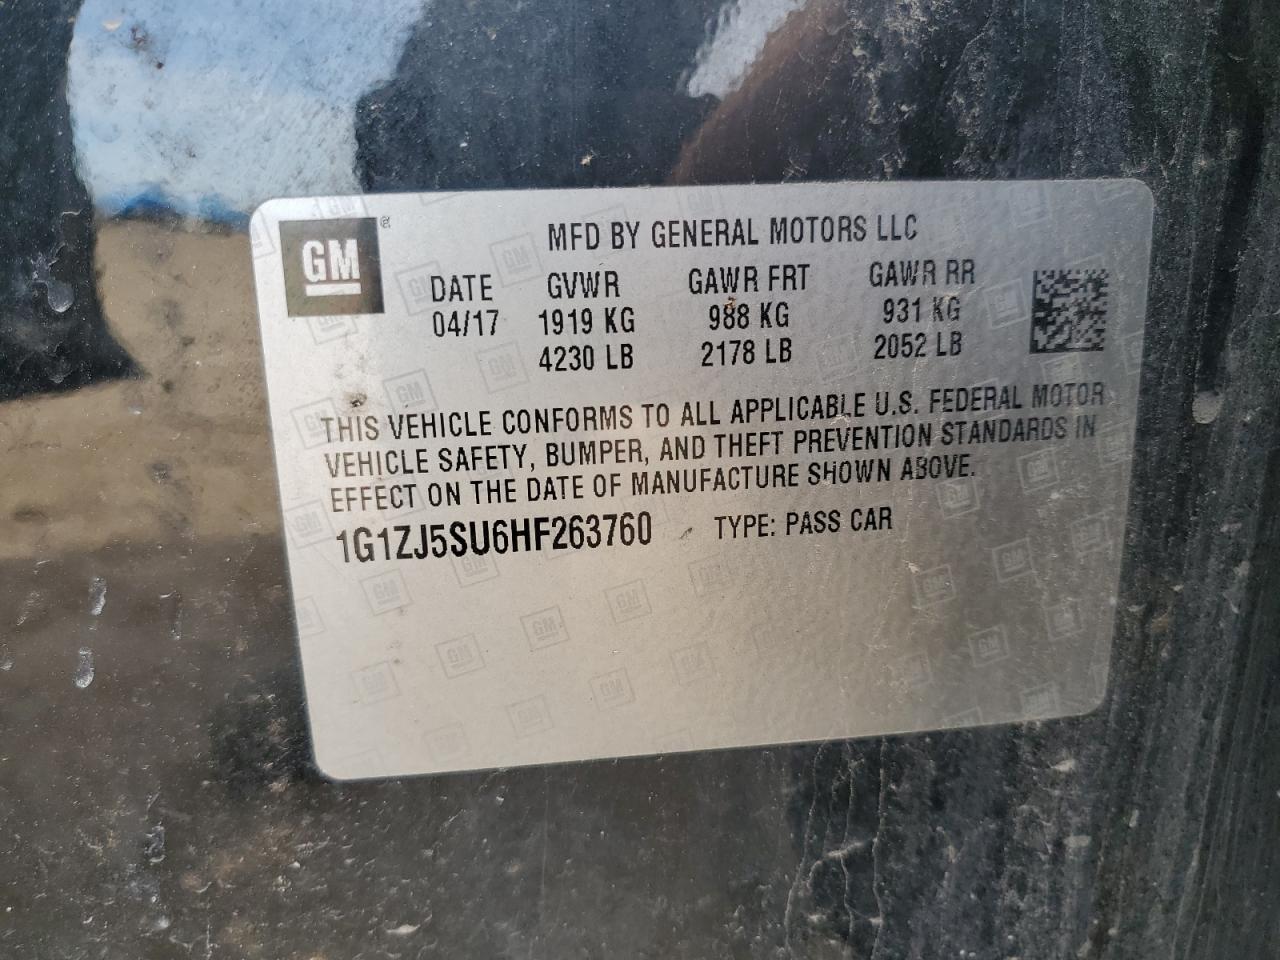 GM ®
MFD BY GENERAL MOTORS LLC
DATE GVWR GAWR FRT GAWR RR
04/17 1919 KG 988 KG 931 KG
4230 LB 2178 LB 2052 LB
THIS VEHICLE CONFORMS TO ALL APPLICABLE U.S. FEDERAL MOTOR
VEHICLE SAFETY, BUMPER, AND THEFT PREVENTION STANDARDS IN
EFFECT ON THE DATE OF MANUFACTURE SHOWN ABOVE.
1G1ZJ5SU6HF263760 TYPE: PASS CAR